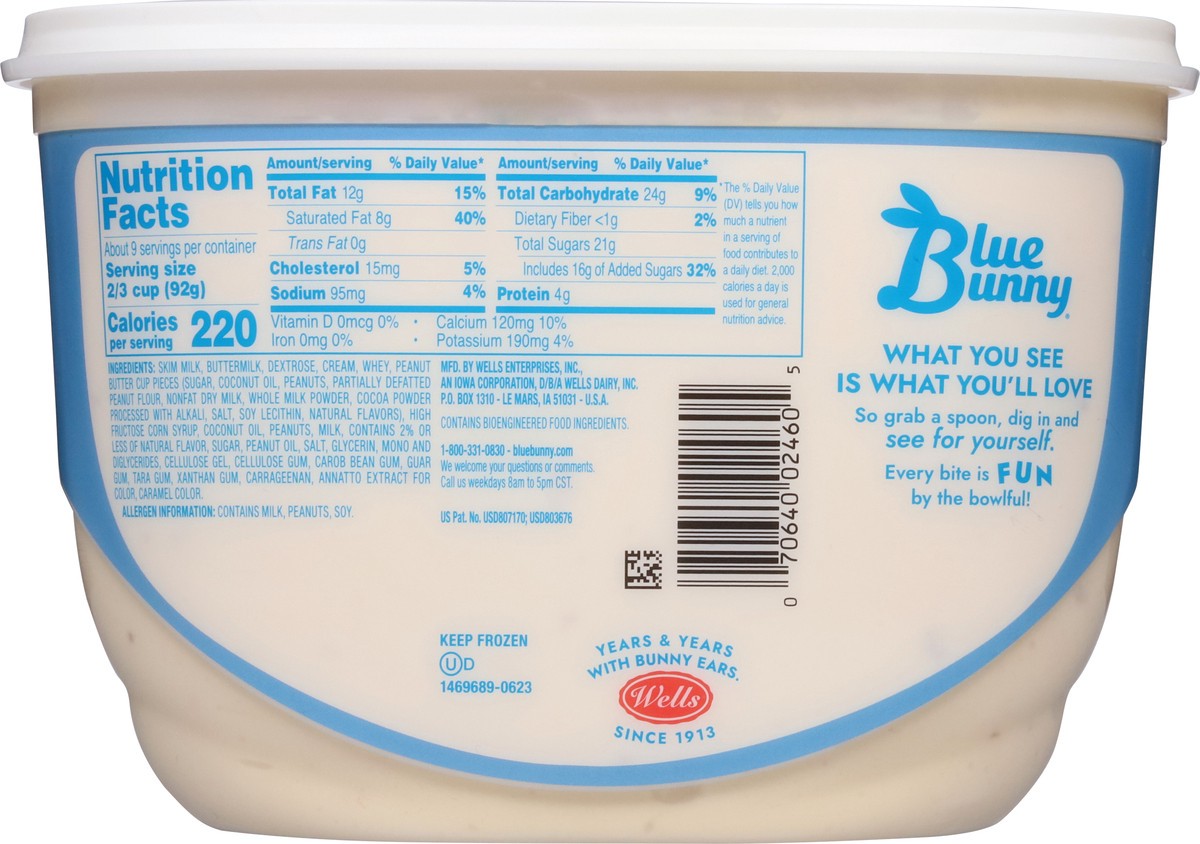 Nutrition
Facts
About 9 servings per container
Serving size
2/3 cup (92g)
Calories
per serving
220
Amount/serving % Daily Value*
Total Fat 12g 15%
Saturated Fat 8g 40%
Trans Fat 0g
Cholesterol 15mg 5%
Sodium 95mg 4%
Amount/serving % Daily Value*
Total Carbohydrate 24g 9%
Dietary Fiber <1g 2%
Total Sugars 21g
Includes 16g of Added Sugars 32%
Protein 4g
Vitamin D 0mcg 0% • Calcium 120mg 10%
Iron 0mg 0% • Potassium 190mg 4%
*The % Daily Value
(DV) tells you how
much a nutrient
in a serving of
food contributes to
a daily diet. 2,000
calories a day is
used for general
nutrition advice.
INGREDIENTS: SKIM MILK, BUTTERMILK, DEXTROSE, CREAM, WHEY, PEANUT
BUTTER CUP PIECES (SUGAR, COCONUT OIL, PEANUTS, PARTIALLY DEFATTED
PEANUT FLOUR, NONFAT DRY MILK, WHOLE MILK POWDER, COCOA POWDER
PROCESSED WITH ALKALI, SALT, SOY LECITHIN, NATURAL FLAVORS), HIGH
FRUCTOSE CORN SYRUP, COCONUT OIL, PEANUTS, MILK, CONTAINS 2% OR
LESS OF NATURAL FLAVOR, SUGAR, PEANUT OIL, SALT, GLYCERIN, MONO AND
DIGLYCERIDES, CELLULOSE GEL, CELLULOSE GUM, CAROB BEAN GUM, GUAR
GUM, TARA GUM, XANTHAN GUM, CARRAGEENAN, ANNATTO EXTRACT FOR
COLOR, CARAMEL COLOR.
ALLERGEN INFORMATION: CONTAINS MILK, PEANUTS, SOY.
MFD. BY WELLS ENTERPRISES, INC.,
AN IOWA CORPORATION, D/B/A WELLS DAIRY, INC.
P.O. BOX 1310 - LE MARS, IA 51031 - U.S.A.
CONTAINS BIOENGINEERED FOOD INGREDIENTS.
1-800-331-0830 - bluebunny.com
We welcome your questions or comments.
Call us weekdays 8am to 5pm CST.
US Pat. No. USD807170; USD803676
0 70640 02460 5
Blue
Bunny®
WHAT YOU SEE
IS WHAT YOU'LL LOVE
So grab a spoon, dig in and
see for yourself.
Every bite is FUN
by the bowlful!
KEEP FROZEN
UD
1469689-0623
YEARS & YEARS
WITH BUNNY EARS.
Wells
SINCE 1913